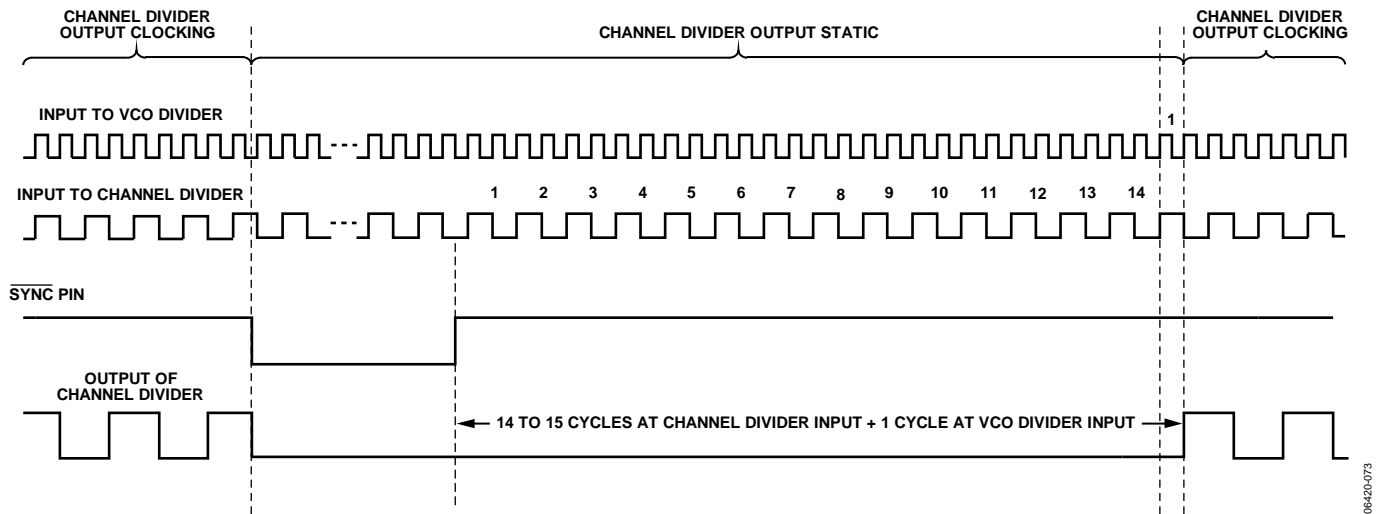 CHANNEL DIVIDER
OUTPUT CLOCKING
CHANNEL DIVIDER OUTPUT STATIC
CHANNEL DIVIDER
OUTPUT CLOCKING
INPUT TO VCO DIVIDER
1
INPUT TO CHANNEL DIVIDER
1 2 3 4 5 6 7 8 9 10 11 12 13 14
SYNC PIN
OUTPUT OF
CHANNEL DIVIDER
14 TO 15 CYCLES AT CHANNEL DIVIDER INPUT + 1 CYCLE AT VCO DIVIDER INPUT
06420-073